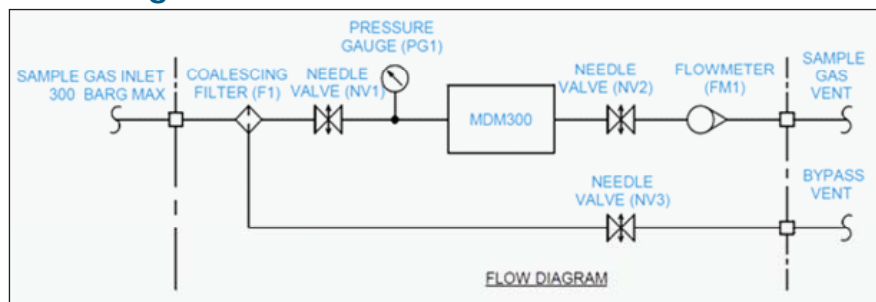 PRESSURE
GAUGE (PG1)
SAMPLE GAS INLET
300 BARG MAX
COALESCING
FILTER (F1)
NEEDLE
VALVE (NV1)
MDM300
NEEDLE
VALVE (NV2)
FLOWMETER
(FM1)
SAMPLE
GAS
VENT
NEEDLE
VALVE (NV3)
BYPASS
VENT
FLOW DIAGRAM